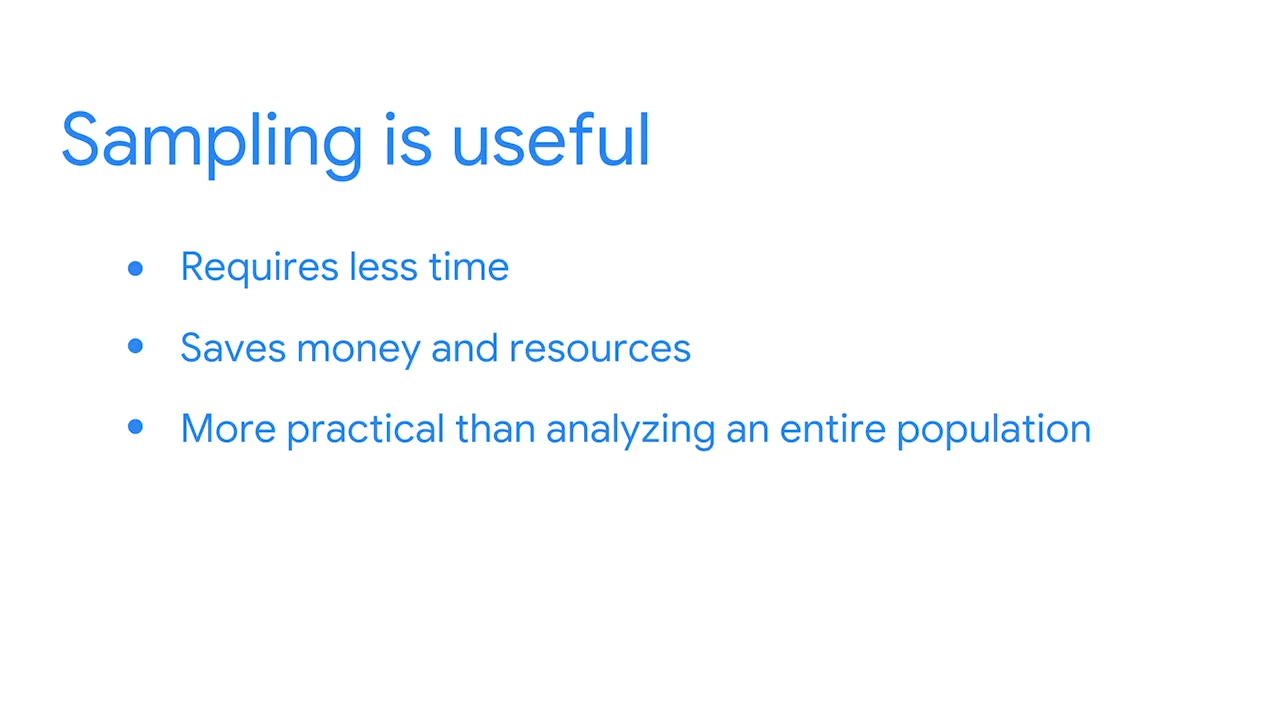 Sampling is useful
• Requires less time
• Saves money and resources
• More practical than analyzing an entire population